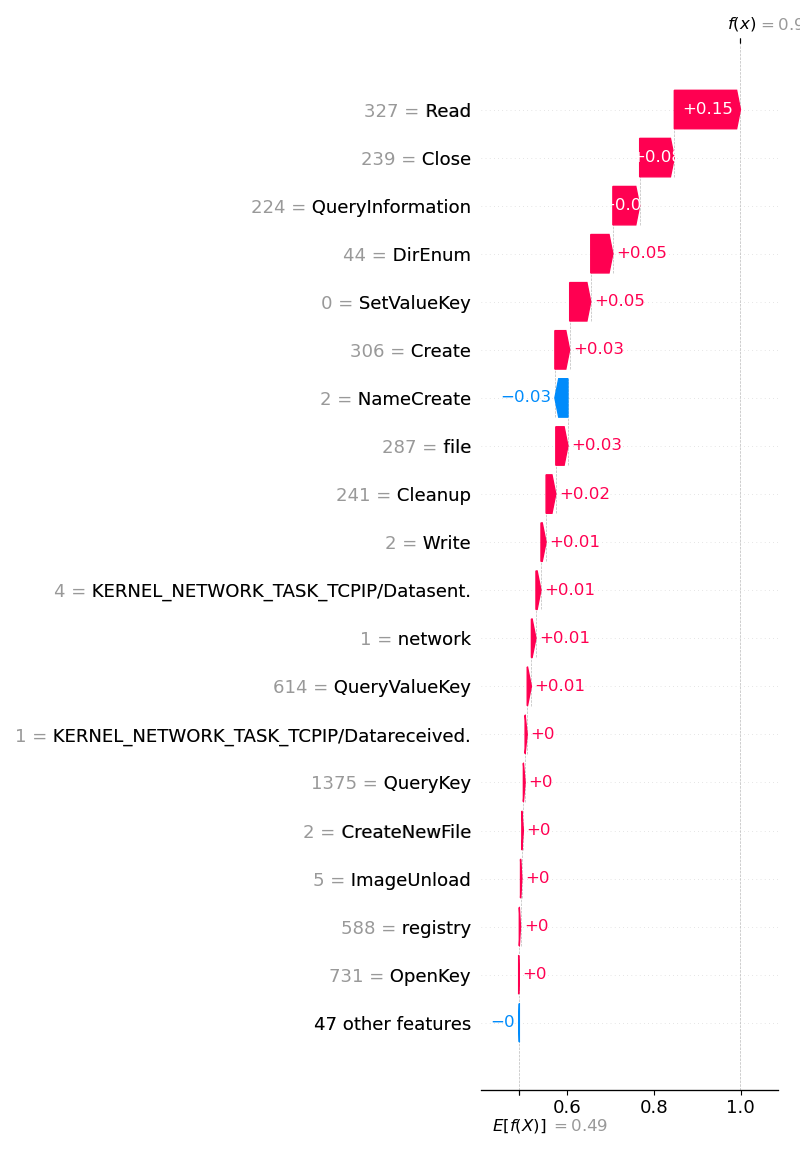 f(x) = 0.9
327 = Read +0.15
239 = Close +0.08
224 = QueryInformation +0.0
44 = DirEnum +0.05
0 = SetValueKey +0.05
306 = Create +0.03
2 = NameCreate −0.03
287 = file +0.03
241 = Cleanup +0.02
2 = Write +0.01
4 = KERNEL_NETWORK_TASK_TCPIP/Datasent. +0.01
1 = network +0.01
614 = QueryValueKey +0.01
1 = KERNEL_NETWORK_TASK_TCPIP/Datareceived. +0
1375 = QueryKey +0
2 = CreateNewFile +0
5 = ImageUnload +0
588 = registry +0
731 = OpenKey +0
47 other features −0
0.6 0.8 1.0
E[f(X)] = 0.49